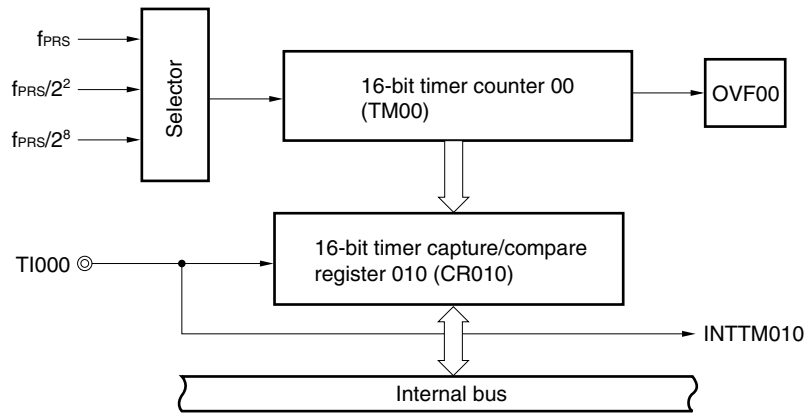 fPRS
fPRS/2²
fPRS/2⁸
Selector
16-bit timer counter 00
(TM00)
OVF00
TI000
16-bit timer capture/compare
register 010 (CR010)
INTTM010
Internal bus